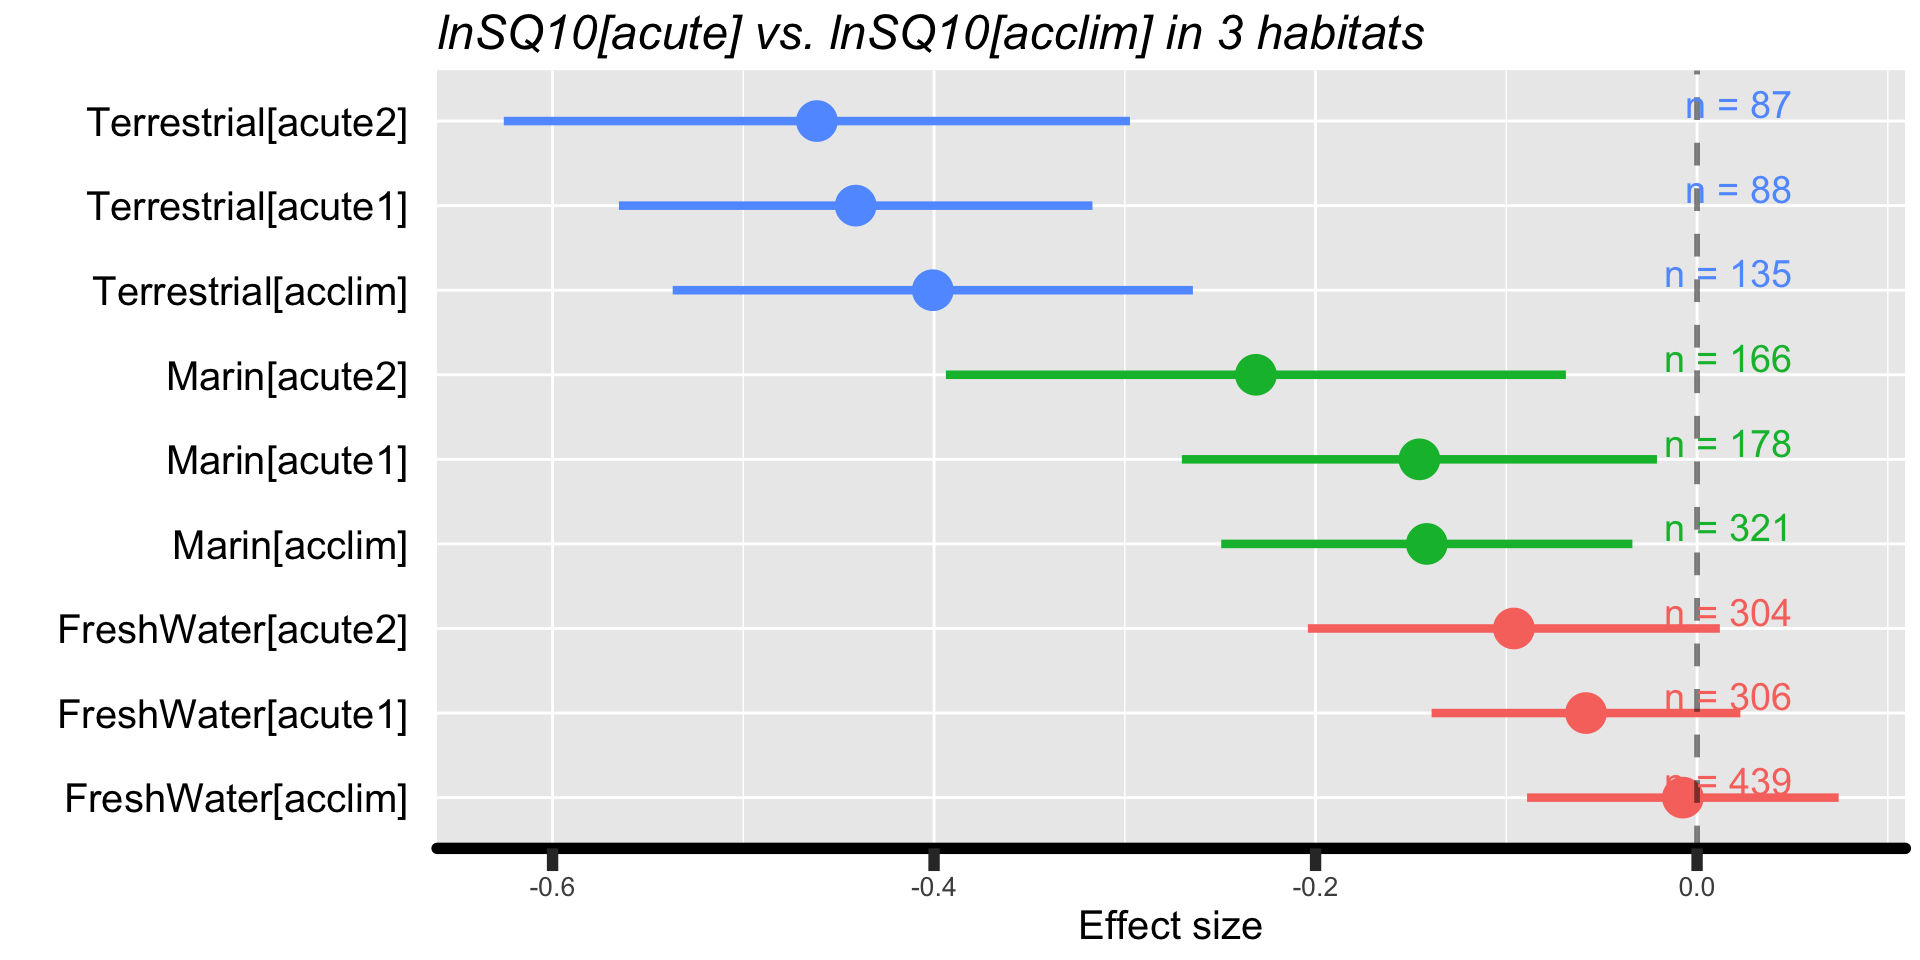 lnSQ10[acute] vs. lnSQ10[acclim] in 3 habitats
Terrestrial[acute2] n = 87
Terrestrial[acute1] n = 88
Terrestrial[acclim] n = 135
Marin[acute2] n = 166
Marin[acute1] n = 178
Marin[acclim] n = 321
FreshWater[acute2] n = 304
FreshWater[acute1] n = 306
FreshWater[acclim] n = 439
-0.6 -0.4 -0.2 0.0
Effect size